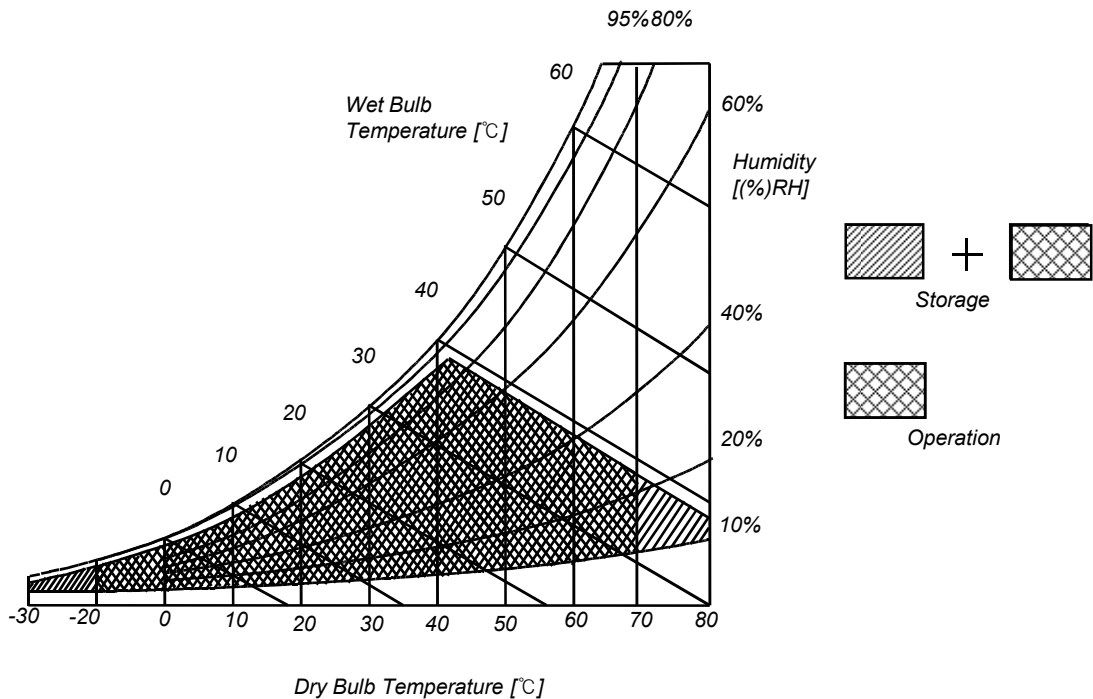 95%80%
60
Wet Bulb
Temperature [℃]
60%
Humidity
[(%)RH]
50
40
40%
Storage
30
20
20%
Operation
10
10%
0
-30 -20 0 10 20 30 40 50 60 70 80
Dry Bulb Temperature [℃]